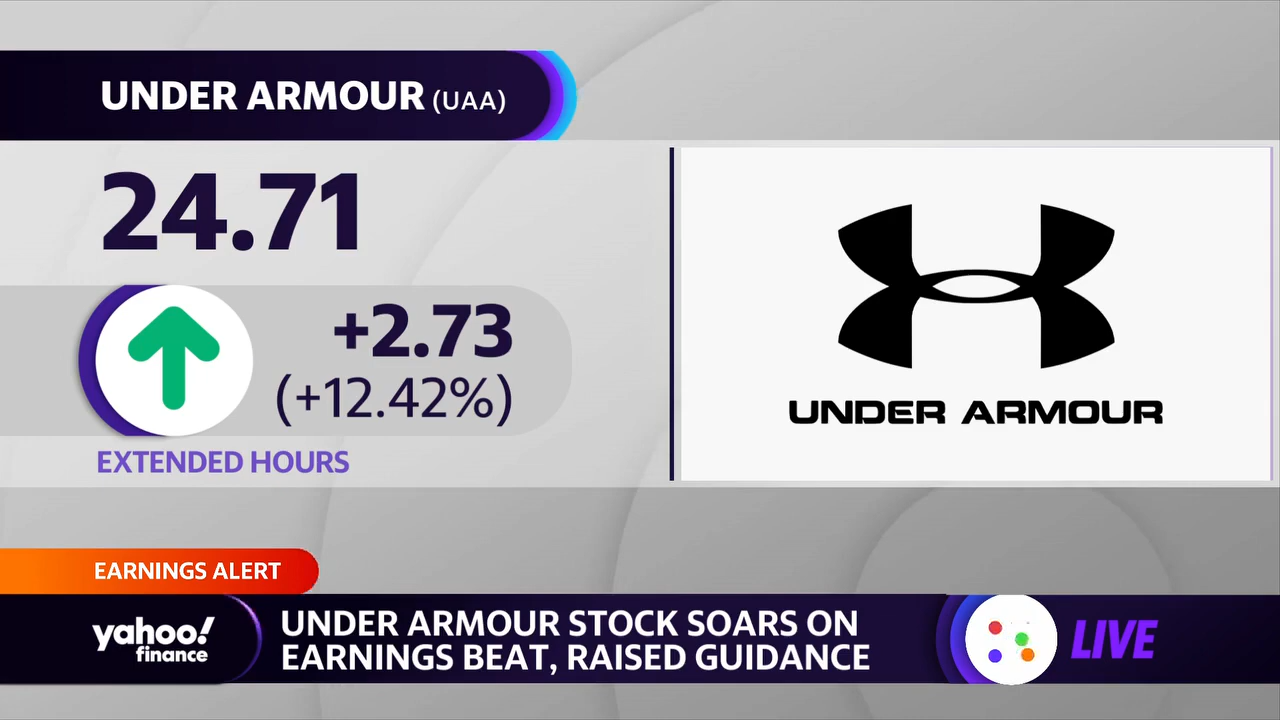 UNDER ARMOUR (UAA)
24.71
+2.73
(+12.42%)
EXTENDED HOURS
UNDER ARMOUR
EARNINGS ALERT
yahoo!
finance
UNDER ARMOUR STOCK SOARS ON
EARNINGS BEAT, RAISED GUIDANCE
LIVE